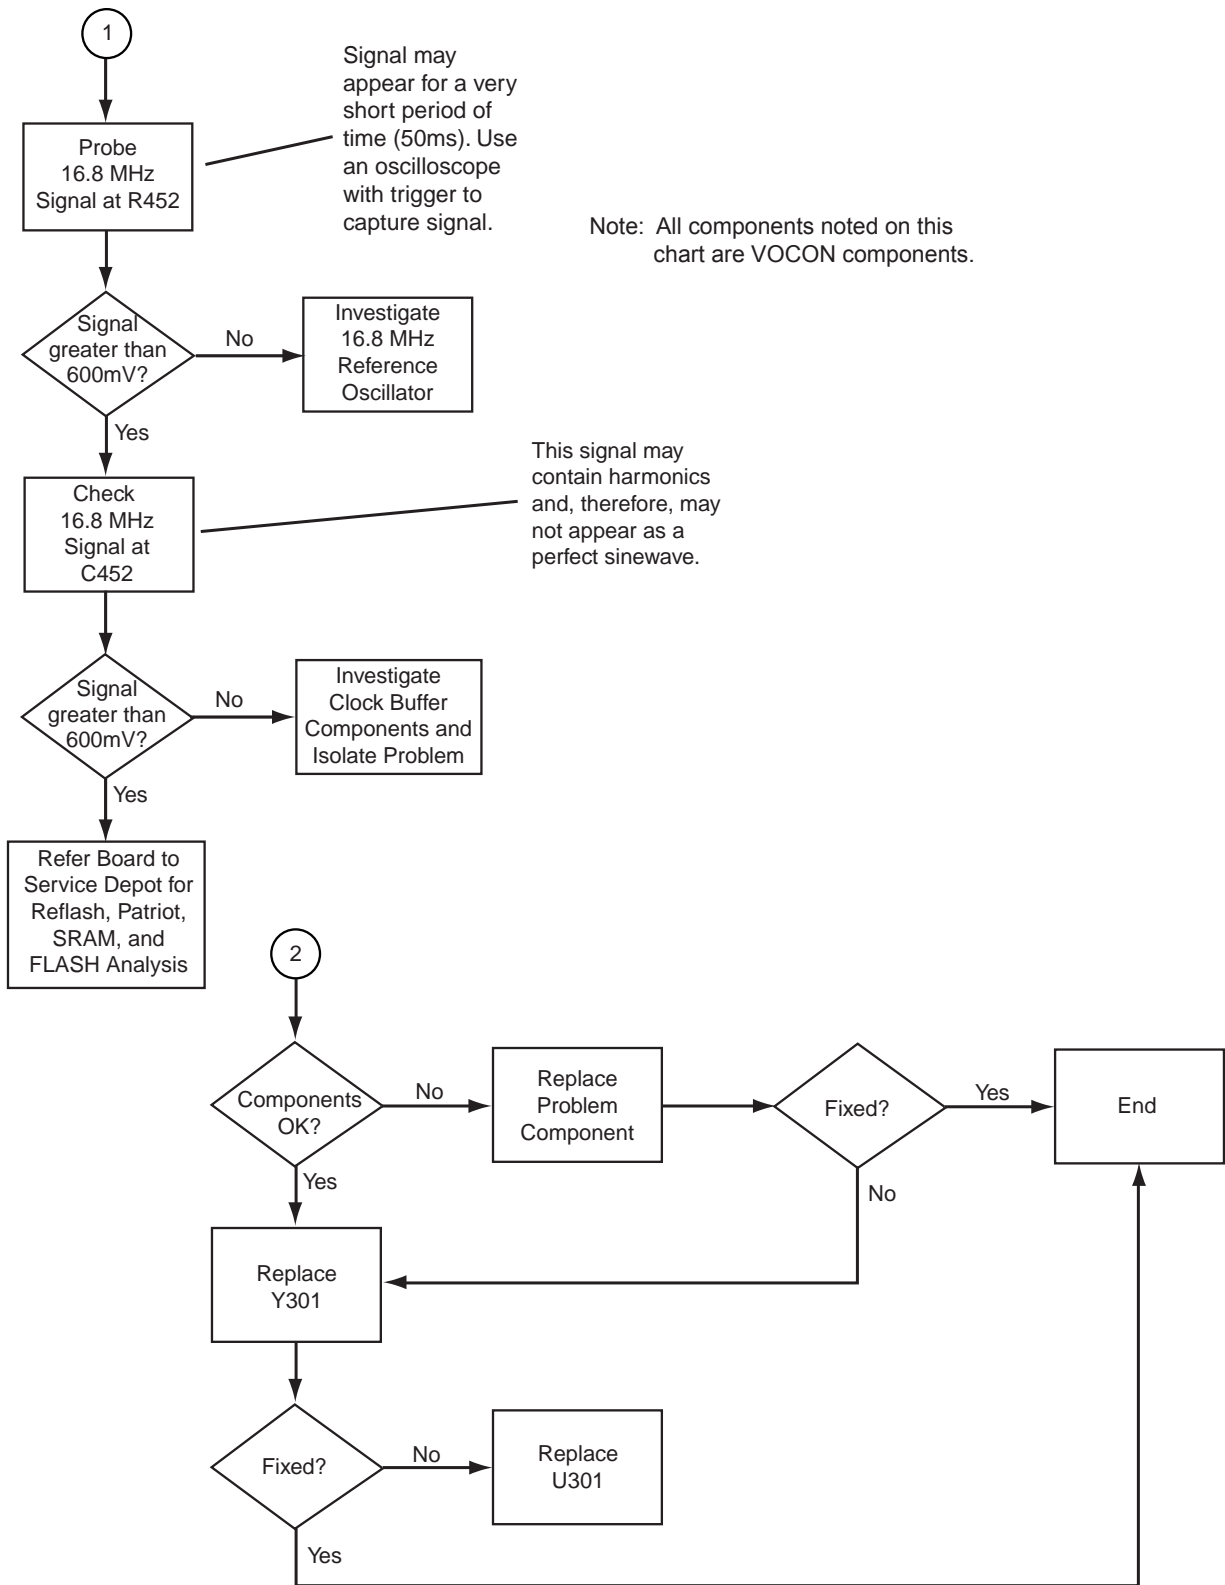 1
Signal may
appear for a very
short period of
time (50ms). Use
an oscilloscope
with trigger to
capture signal.
Probe
16.8 MHz
Signal at R452
Note: All components noted on this
chart are VOCON components.
Signal
greater than
600mV?
No
Investigate
16.8 MHz
Reference
Oscillator
Yes
This signal may
contain harmonics
and, therefore, may
not appear as a
perfect sinewave.
Check
16.8 MHz
Signal at
C452
Signal
greater than
600mV?
No
Investigate
Clock Buffer
Components and
Isolate Problem
Yes
Refer Board to
Service Depot for
Reflash, Patriot,
SRAM, and
FLASH Analysis
2
Components
OK?
No
Replace
Problem
Component
Fixed?
Yes
End
Yes
No
Replace
Y301
Fixed?
No
Replace
U301
Yes